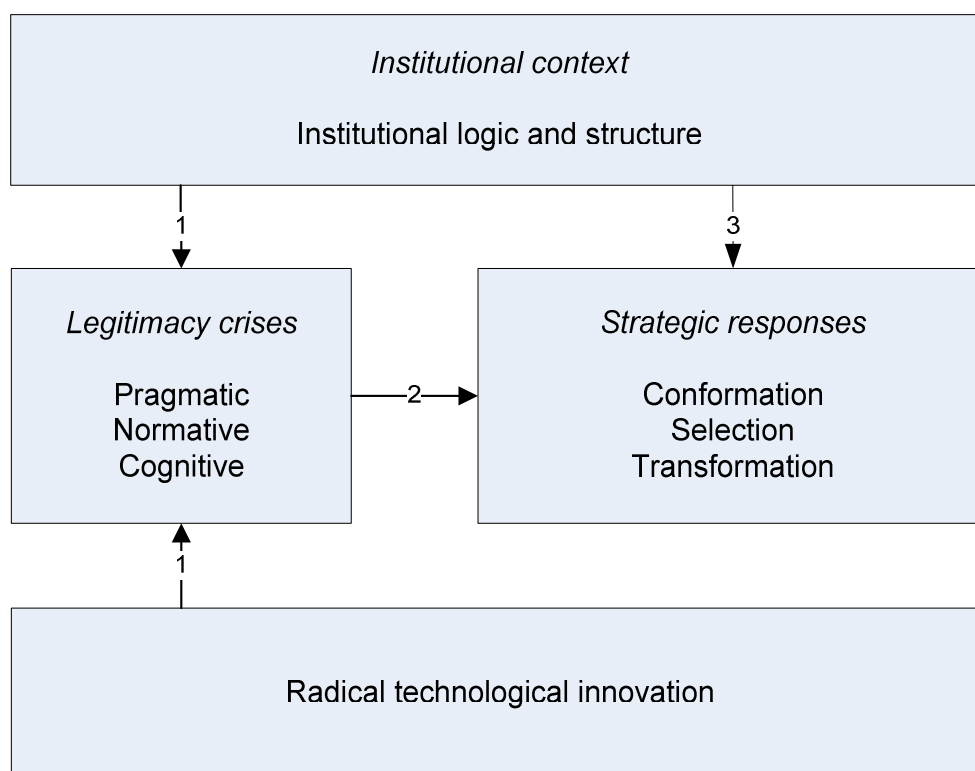 Institutional context
Institutional logic and structure
1
3
Legitimacy crises
Pragmatic
Normative
Cognitive
2
Strategic responses
Conformation
Selection
Transformation
1
Radical technological innovation